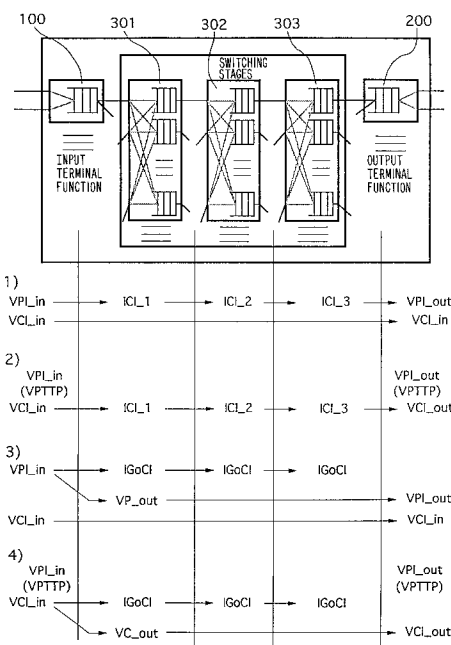 100 301 302 303 200
SWITCHING
STAGES
INPUT
TERMINAL
FUNCTION
OUTPUT
TERMINAL
FUNCTION
1)
VPI_in ICI_1 ICI_2 ICI_3 VPI_out
VCI_in VCI_in
2)
VPI_in VPI_out
(VPTTP) (VPTTP)
VCI_in ICI_1 ICI_2 ICI_3 VCI_out
3)
VPI_in IGoCI IGoCI IGoCI
VP_out VPI_out
VCI_in VCI_in
4)
VPI_in VPI_out
(VPTTP) (VPTTP)
VCI_in IGoCI IGoCI IGoCI
VC_out VCI_out